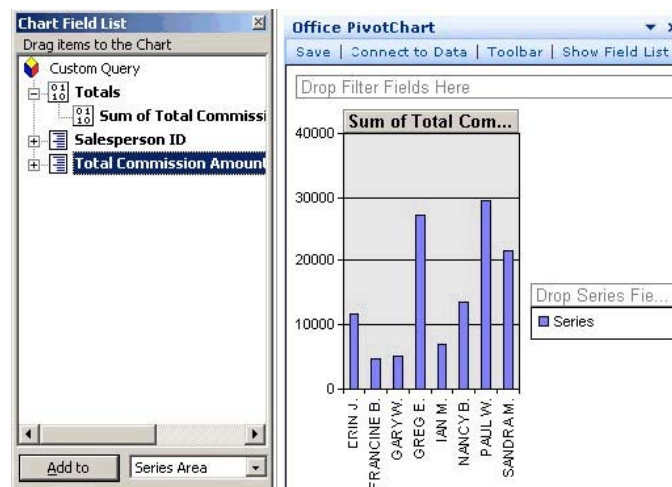 Chart Field List
Drag items to the Chart
Custom Query
Totals
Sum of Total Commissi
Salesperson ID
Total Commission Amount
Add to
Series Area
Office PivotChart
Save | Connect to Data | Toolbar | Show Field List
Drop Filter Fields Here
Sum of Total Com...
40000
30000
20000
10000
0
ERIN J.
FRANCINE B.
GARY W.
GREG E.
IAN M.
NANCY B.
PAUL W.
SANDRA M.
Drop Series Fie...
Series